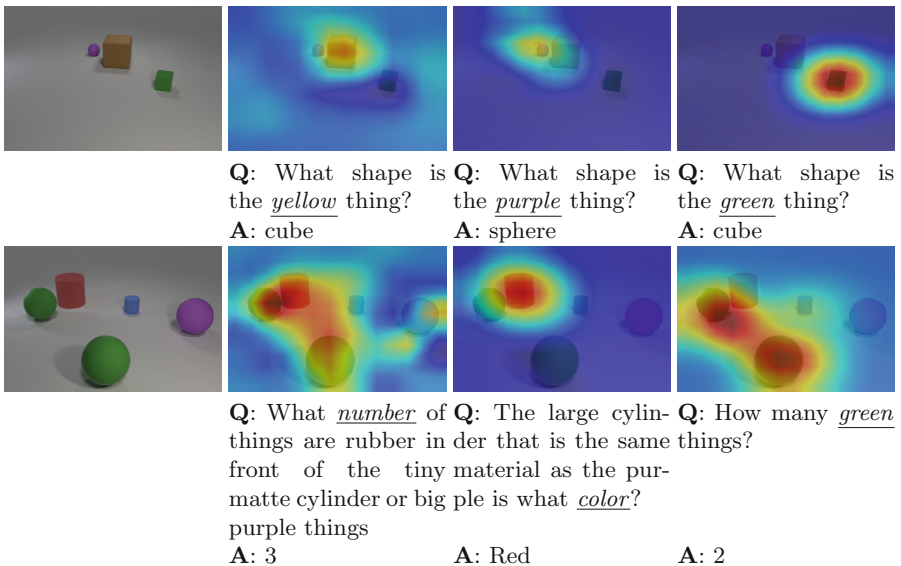 Q: What shape is the yellow thing?
A: cube
Q: What shape is the purple thing?
A: sphere
Q: What shape is the green thing?
A: cube
Q: What number of
things are rubber in
front of the tiny
matte cylinder or big
purple things
A: 3
Q: The large cylin-
der that is the same
material as the pur-
ple is what color?
A: Red
Q: How many green
things?
A: 2